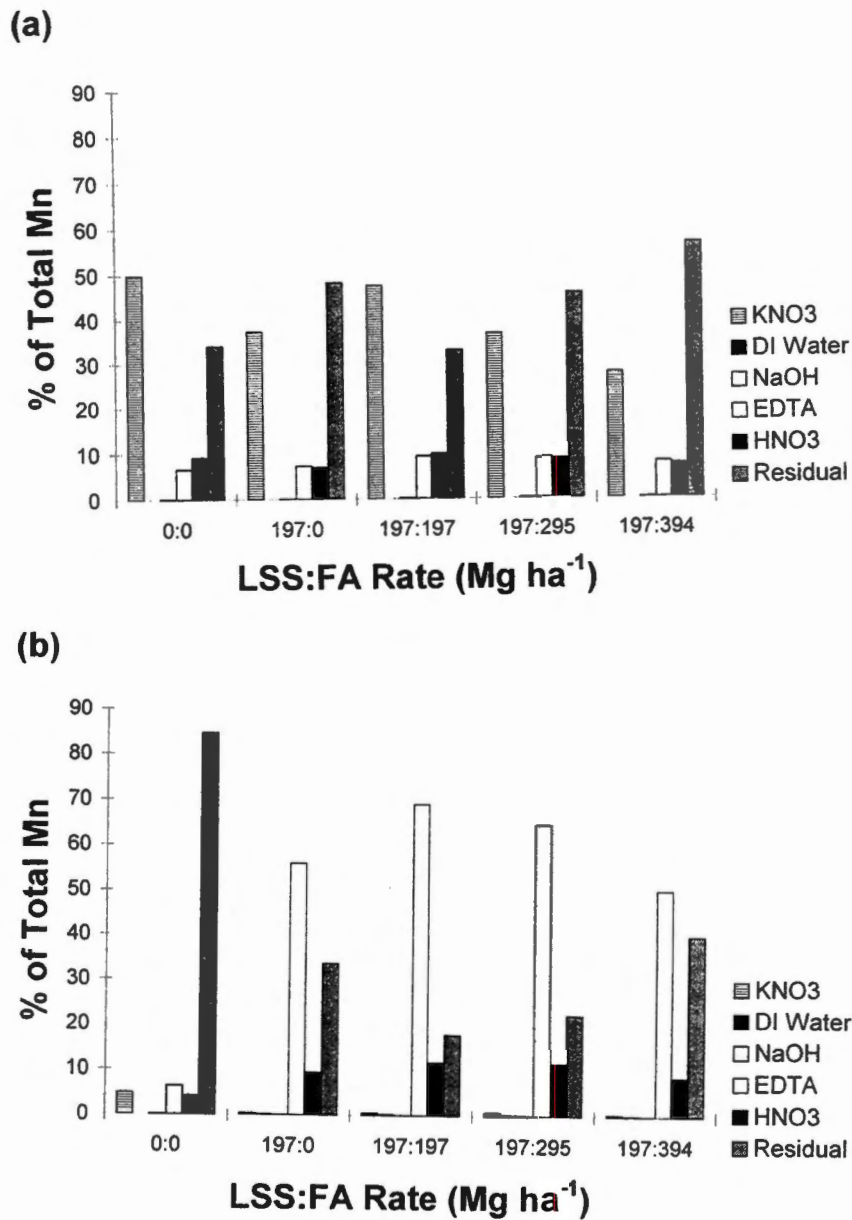 (a)
90
80
70
60
50
40
30
20
10
0
% of Total Mn
0:0 197:0 197:197 197:295 197:394
LSS:FA Rate (Mg ha⁻¹)
KNO3
DI Water
NaOH
EDTA
HNO3
Residual
(b)
90
80
70
60
50
40
30
20
10
0
% of Total Mn
0:0 197:0 197:197 197:295 197:394
LSS:FA Rate (Mg ha⁻¹)
KNO3
DI Water
NaOH
EDTA
HNO3
Residual